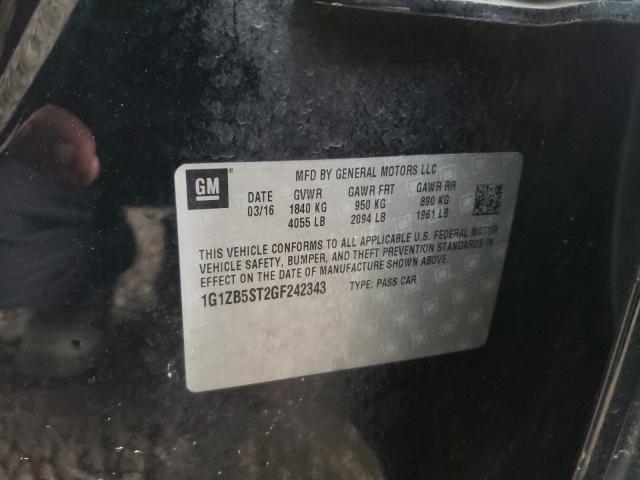 GM
MFD BY GENERAL MOTORS LLC
DATE GVWR GAWR FRT GAWR RR
03/16 1840 KG 950 KG 890 KG
4055 LB 2094 LB 1961 LB
THIS VEHICLE CONFORMS TO ALL APPLICABLE U.S. FEDERAL MOTOR
VEHICLE SAFETY, BUMPER, AND THEFT PREVENTION STANDARDS IN
EFFECT ON THE DATE OF MANUFACTURE SHOWN ABOVE.
1G1ZB5ST2GF242343 TYPE: PASS CAR